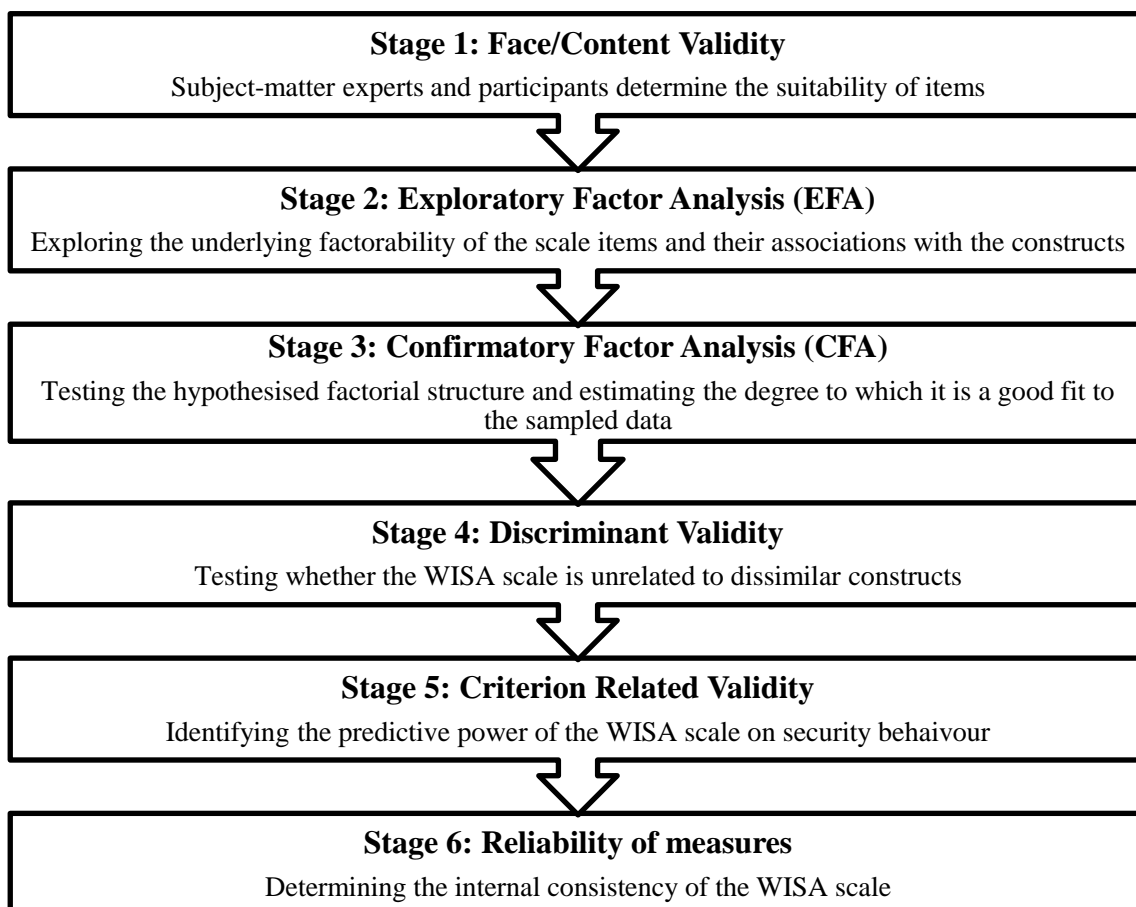 Stage 1: Face/Content Validity
Subject-matter experts and participants determine the suitability of items
Stage 2: Exploratory Factor Analysis (EFA)
Exploring the underlying factorability of the scale items and their associations with the constructs
Stage 3: Confirmatory Factor Analysis (CFA)
Testing the hypothesised factorial structure and estimating the degree to which it is a good fit to
the sampled data
Stage 4: Discriminant Validity
Testing whether the WISA scale is unrelated to dissimilar constructs
Stage 5: Criterion Related Validity
Identifying the predictive power of the WISA scale on security behaivour
Stage 6: Reliability of measures
Determining the internal consistency of the WISA scale